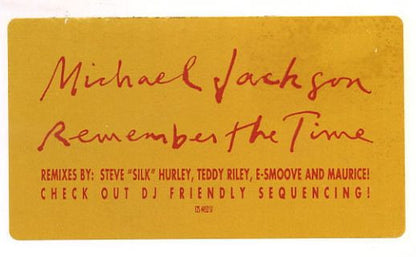 Michael Jackson
Remember the Time
REMIXES BY: STEVE "SILK" HURLEY, TEDDY RILEY, E-SMOOVE AND MAURICE!
CHECK OUT DJ FRIENDLY SEQUENCING!